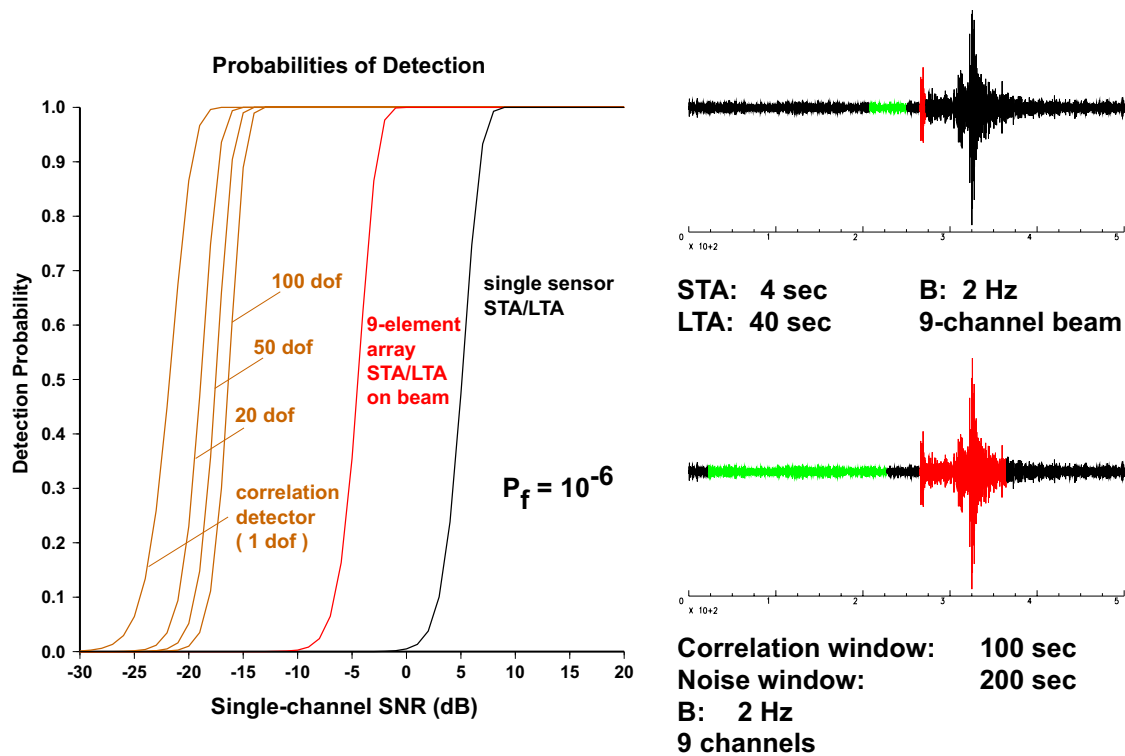 Probabilities of Detection
Detection Probability
1.0
0.9
0.8
0.7
0.6
0.5
0.4
0.3
0.2
0.1
0.0
-30
-25
-20
-15
-10
-5
0
5
10
15
20
Single-channel SNR (dB)
100 dof
50 dof
20 dof
correlation
detector
( 1 dof )
9-element
array
STA/LTA
on beam
single sensor
STA/LTA
Pf = 10-6
0 1 2 3 4 5
X 10+2
STA: 4 sec B: 2 Hz
LTA: 40 sec 9-channel beam
0 1 2 3 4 5
X 10+2
Correlation window: 100 sec
Noise window: 200 sec
B: 2 Hz
9 channels